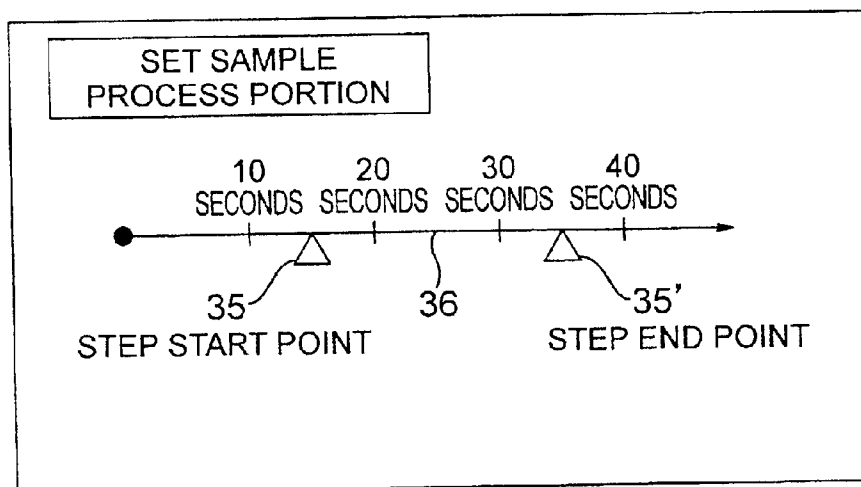 SET SAMPLE
PROCESS PORTION
10 20 30 40
SECONDS SECONDS SECONDS SECONDS
35 36 35'
STEP START POINT STEP END POINT